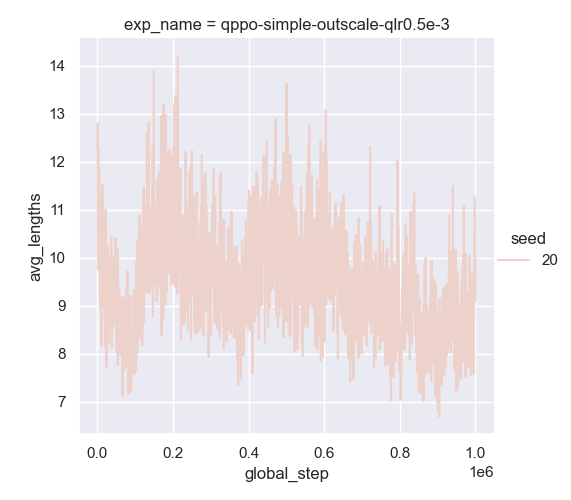 exp_name = qppo-simple-outscale-qlr0.5e-3
14
13
12
11
10
9
8
7
avg_lengths
0.0 0.2 0.4 0.6 0.8 1.0
1e6
global_step
seed
20